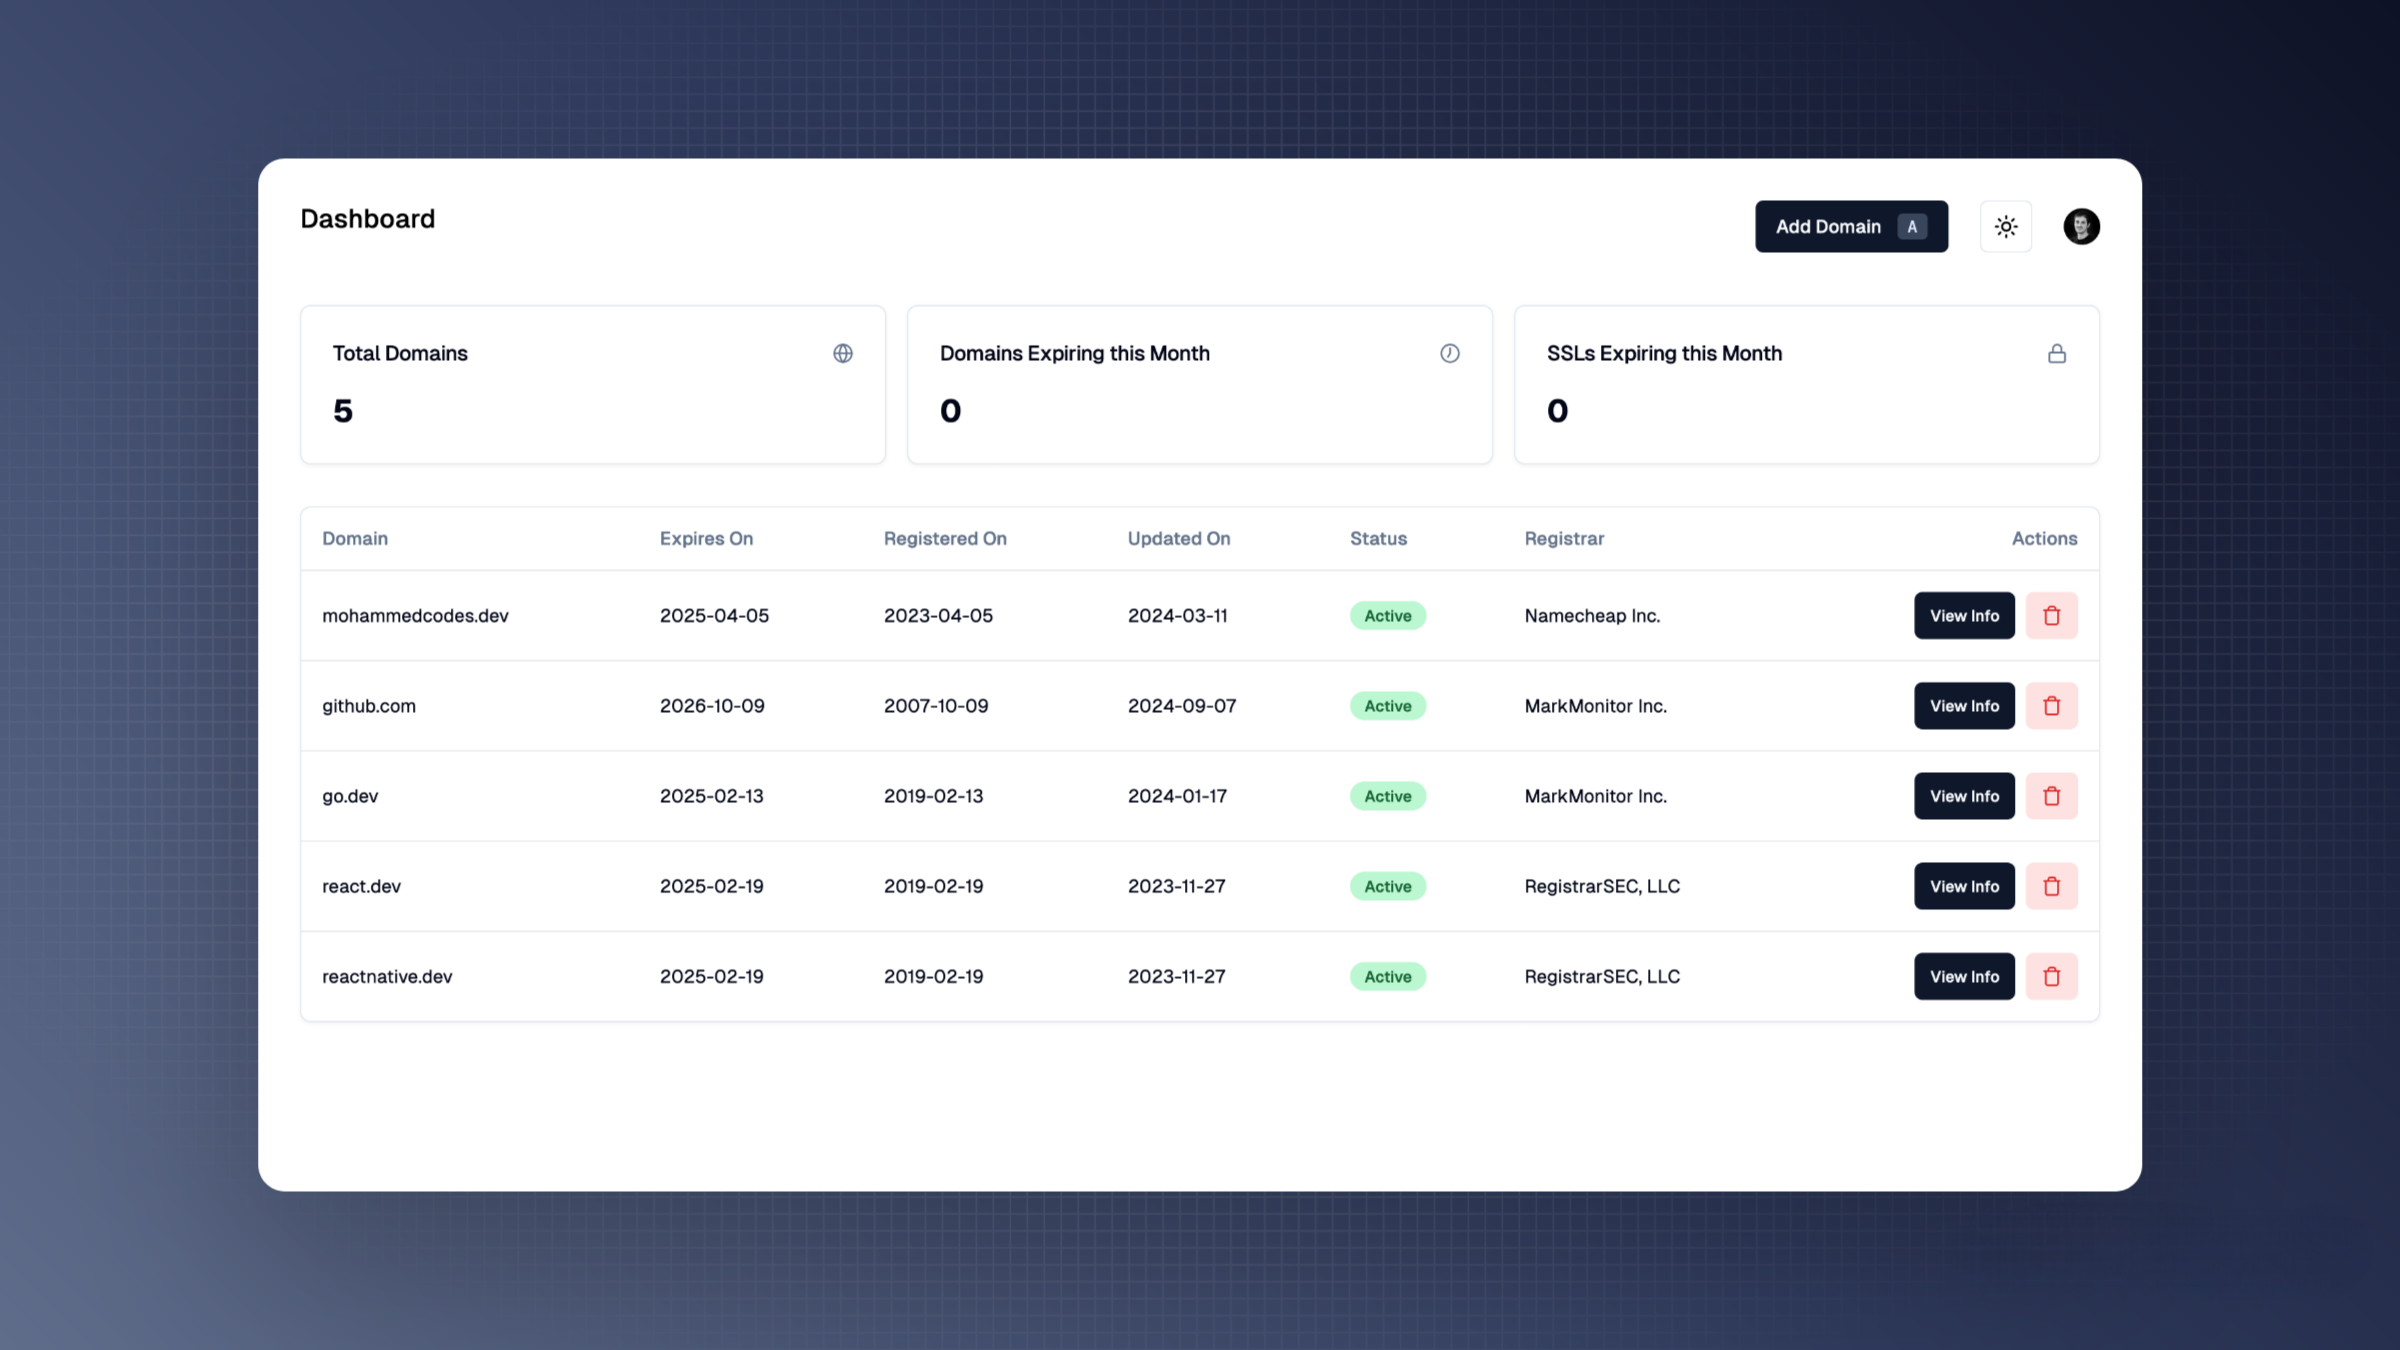 Dashboard
Add Domain A
Total Domains
5
Domains Expiring this Month
0
SSLs Expiring this Month
0
Domain Expires On Registered On Updated On Status Registrar Actions
mohammedcodes.dev 2025-04-05 2023-04-05 2024-03-11 Active Namecheap Inc. View Info
github.com 2026-10-09 2007-10-09 2024-09-07 Active MarkMonitor Inc. View Info
go.dev 2025-02-13 2019-02-13 2024-01-17 Active MarkMonitor Inc. View Info
react.dev 2025-02-19 2019-02-19 2023-11-27 Active RegistrarSEC, LLC View Info
reactnative.dev 2025-02-19 2019-02-19 2023-11-27 Active RegistrarSEC, LLC View Info